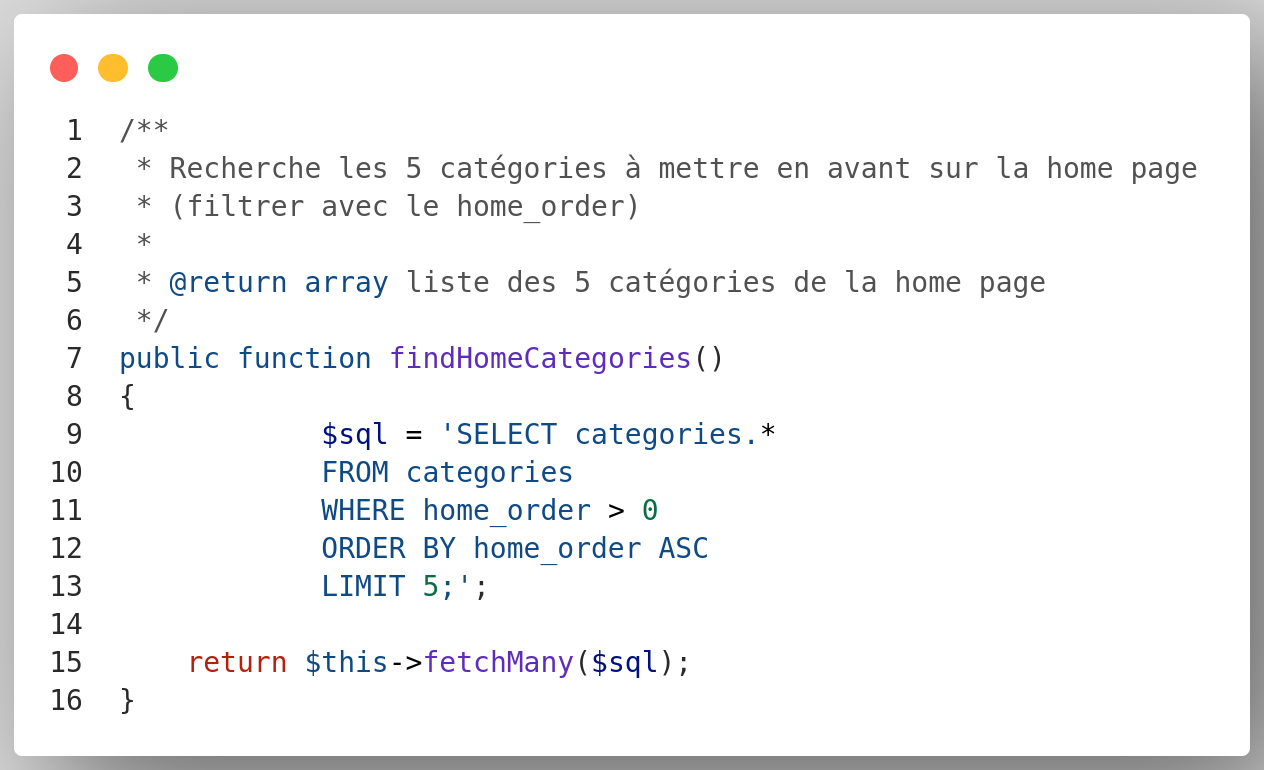 1 /**
2  * Recherche les 5 catégories à mettre en avant sur la home page
3  * (filtrer avec le home_order)
4  *
5  * @return array liste des 5 catégories de la home page
6  */
7 public function findHomeCategories()
8 {
9             $sql = 'SELECT categories.*
10             FROM categories
11             WHERE home_order > 0
12             ORDER BY home_order ASC
13             LIMIT 5;';
14
15     return $this->fetchMany($sql);
16 }